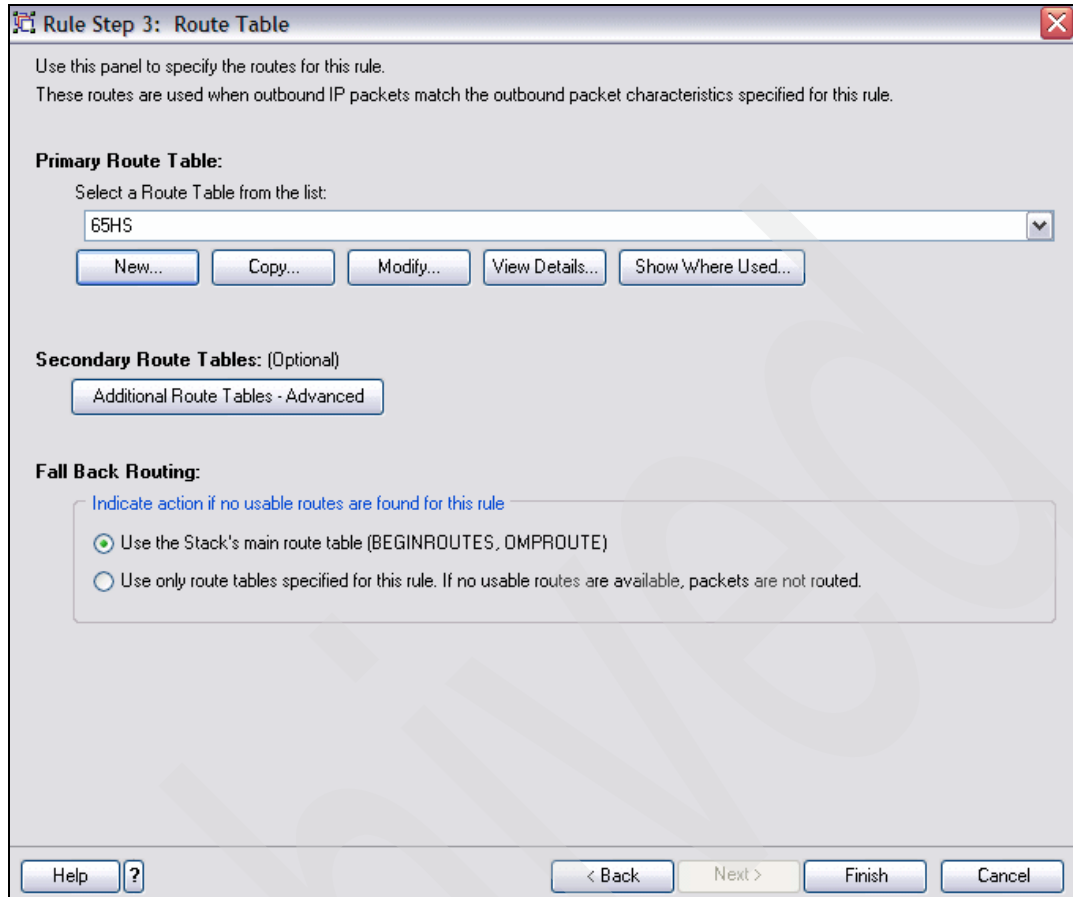 Rule Step 3: Route Table
Use this panel to specify the routes for this rule.
These routes are used when outbound IP packets match the outbound packet characteristics specified for this rule.
Primary Route Table:
Select a Route Table from the list:
65HS
New... Copy... Modify... View Details... Show Where Used...
Secondary Route Tables: (Optional)
Additional Route Tables - Advanced
Fall Back Routing:
Indicate action if no usable routes are found for this rule
Use the Stack's main route table (BEGINROUTES, OMPROUTE)
Use only route tables specified for this rule. If no usable routes are available, packets are not routed.
Help ? < Back Next > Finish Cancel